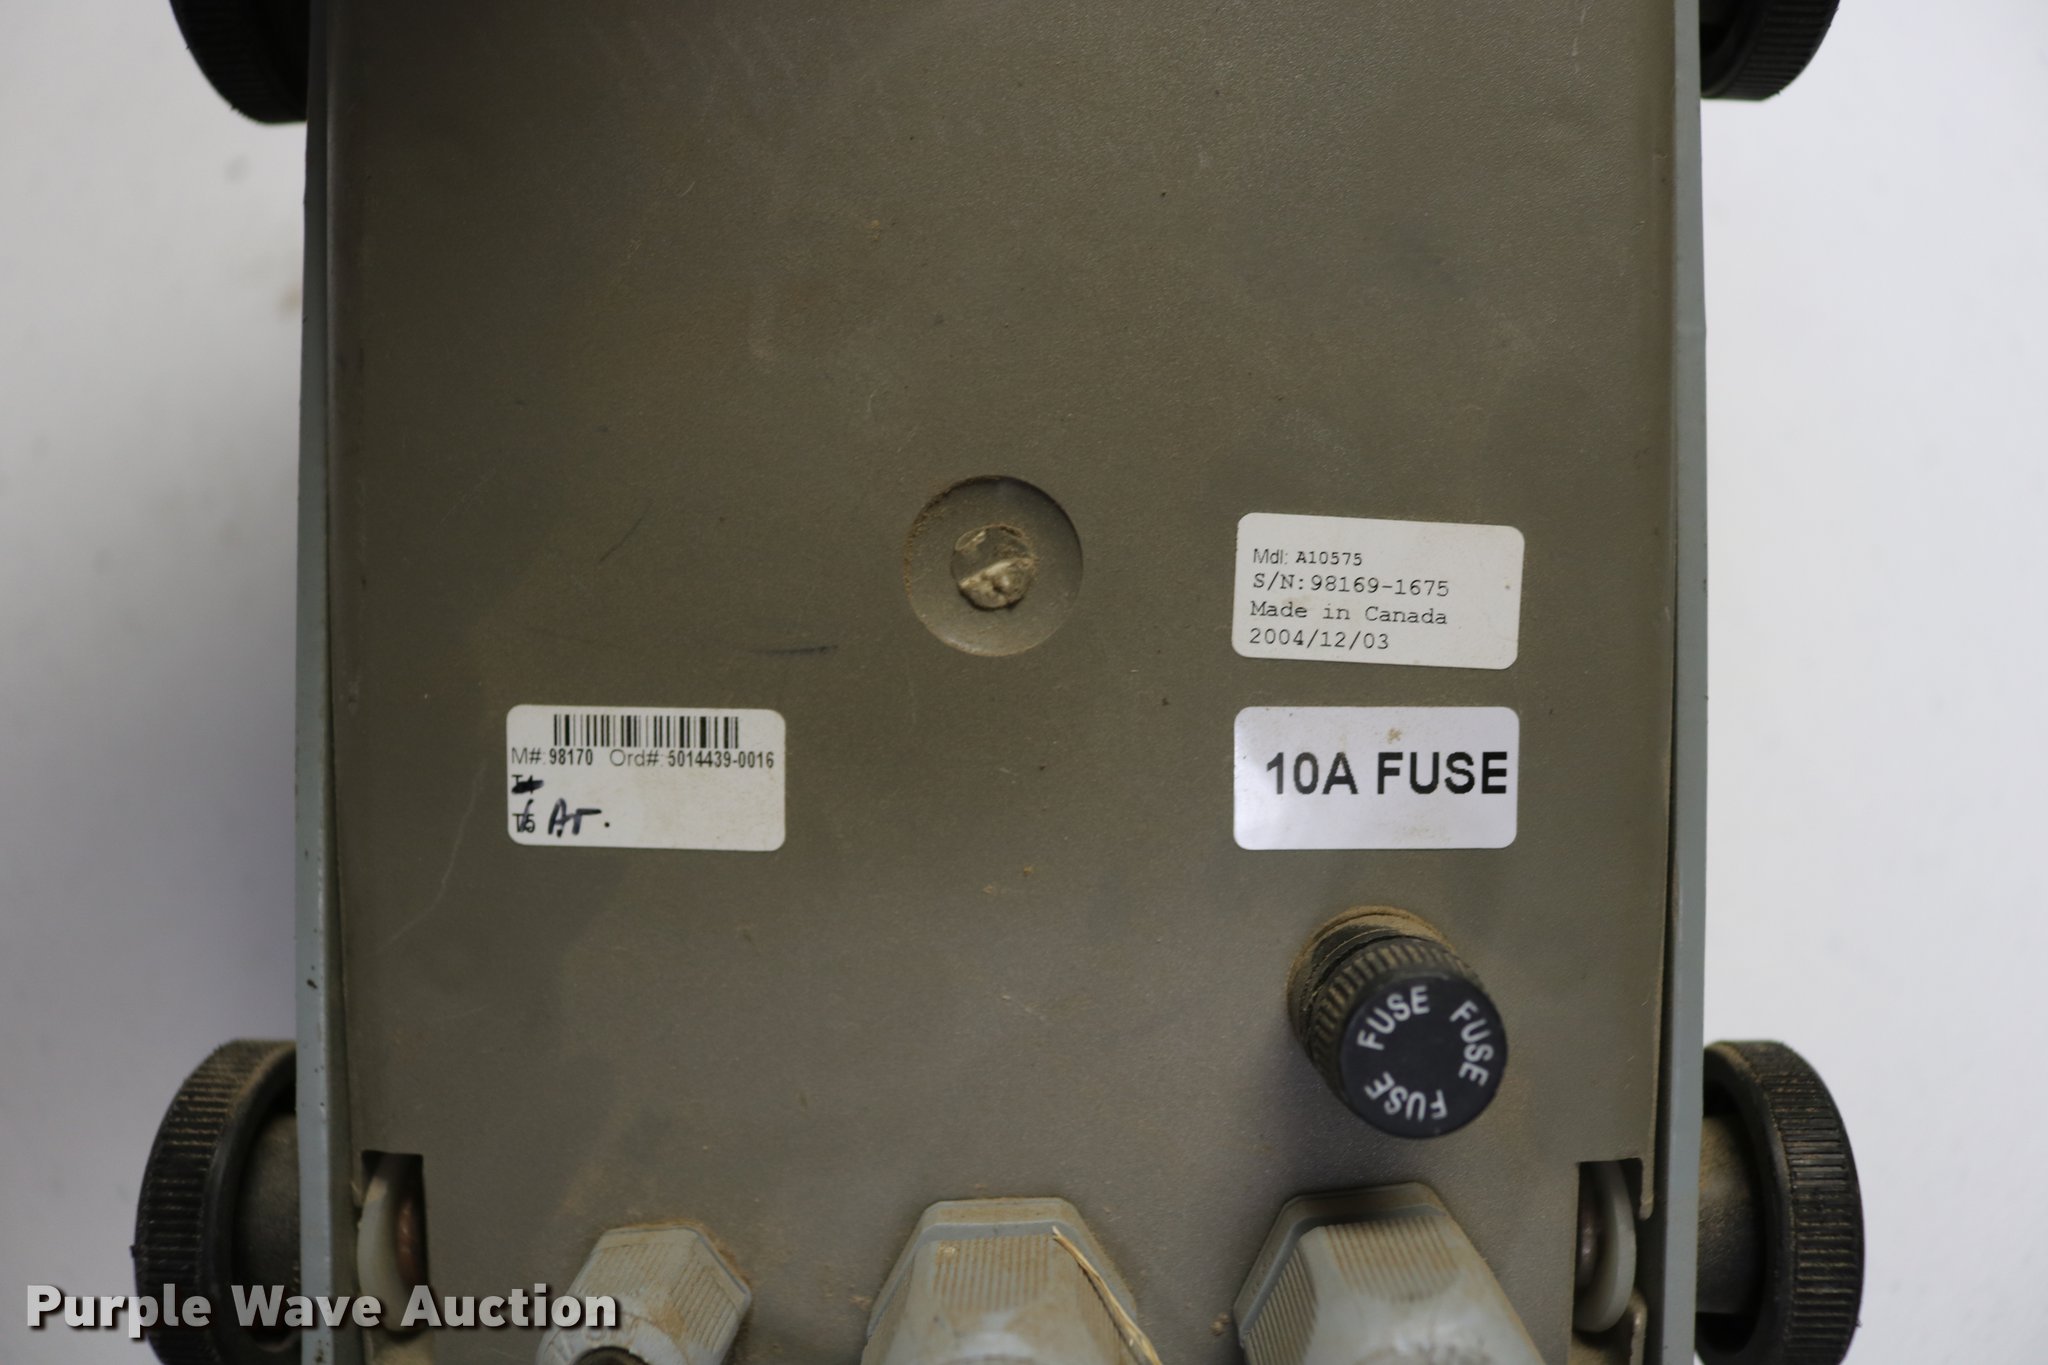 Mdl: A10575
S/N:98169-1675
Made in Canada
2004/12/03
M#: 98170 Ord#: 5014439-0016
T5
10A FUSE
FUSE FUSE FUSE
Purple Wave Auction